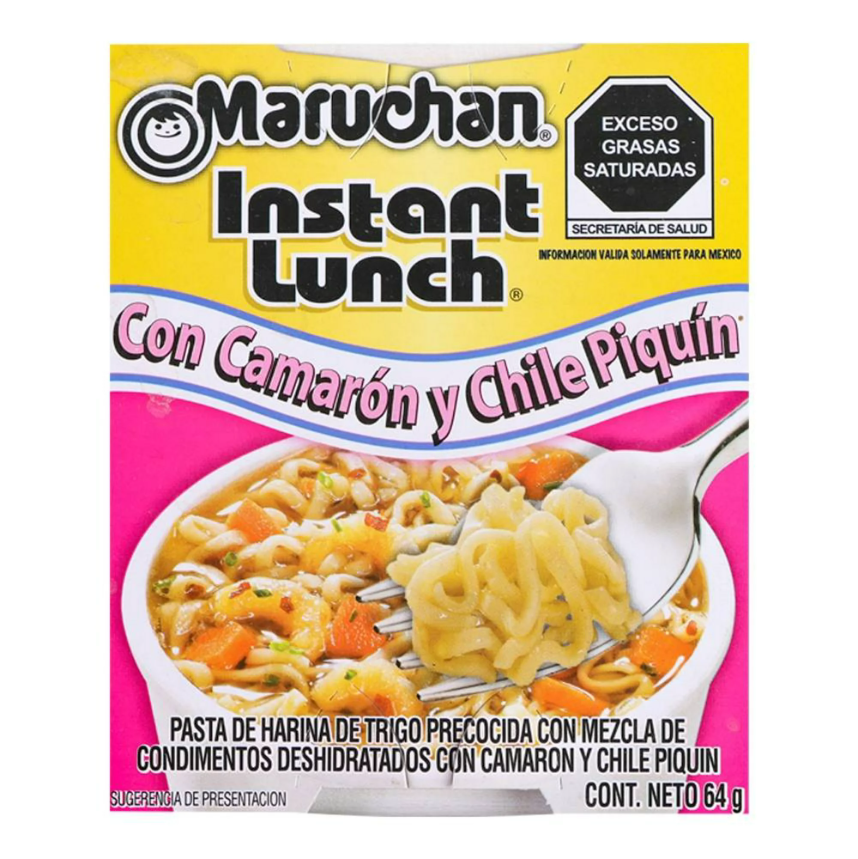 Maruchan®
Instant
Lunch®
EXCESO
GRASAS
SATURADAS
SECRETARÍA DE SALUD
INFORMACION VALIDA SOLAMENTE PARA MEXICO
Con Camarón y Chile Piquín
PASTA DE HARINA DE TRIGO PRECOCIDA CON MEZCLA DE
CONDIMENTOS DESHIDRATADOS CON CAMARON Y CHILE PIQUIN
SUGERENCIA DE PRESENTACION
CONT. NETO 64 g